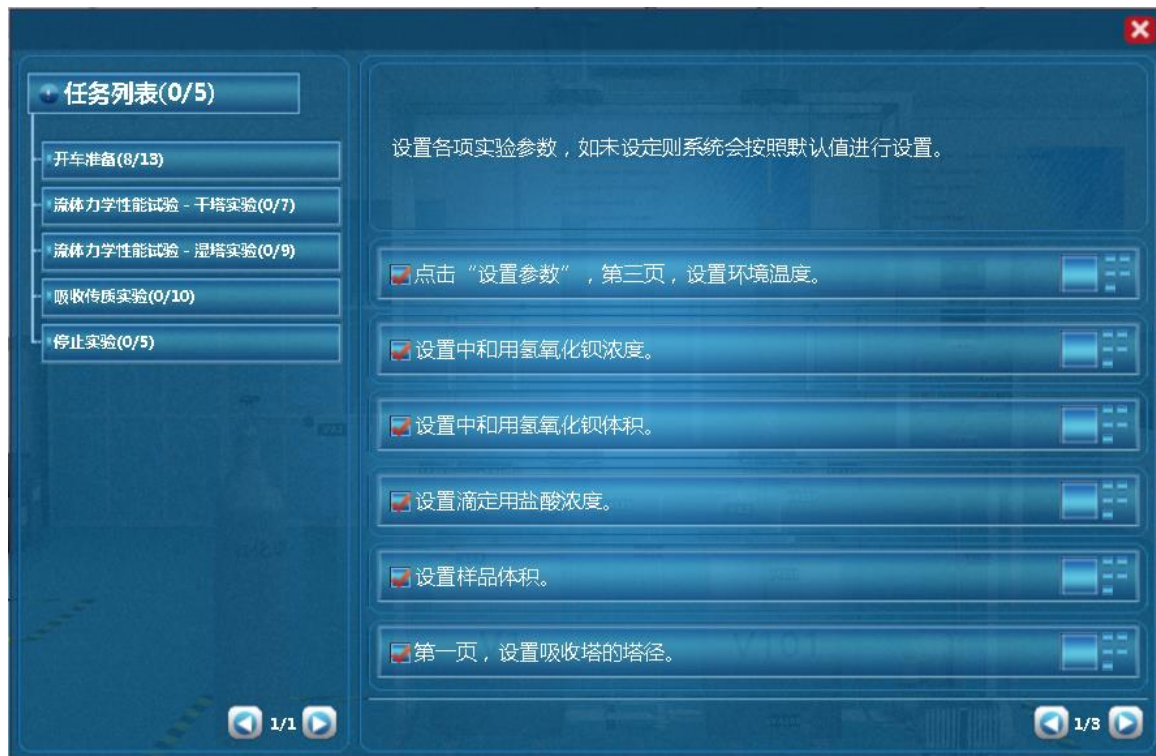 任务列表(0/5)
开车准备(8/13)
流体力学性能试验 - 干塔实验(0/7)
流体力学性能试验 - 湿塔实验(0/9)
吸收传质实验(0/10)
停止实验(0/5)
1/1
设置各项实验参数，如未设定则系统会按照默认值进行设置。
点击“设置参数”，第三页，设置环境温度。
设置中和用氢氧化钡浓度。
设置中和用氢氧化钡体积。
设置滴定用盐酸浓度。
设置样品体积。
第一页，设置吸收塔的塔径。
V101
1/3